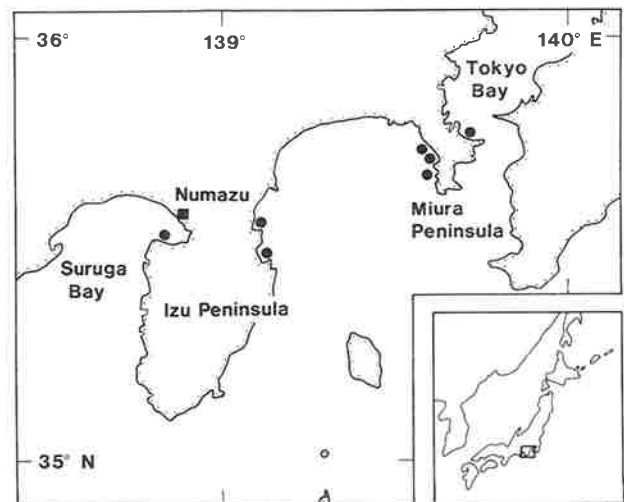 36°
139°
140° E
Tokyo
Bay
Numazu
Miura
Peninsula
Suruga
Bay
Izu Peninsula
35° N